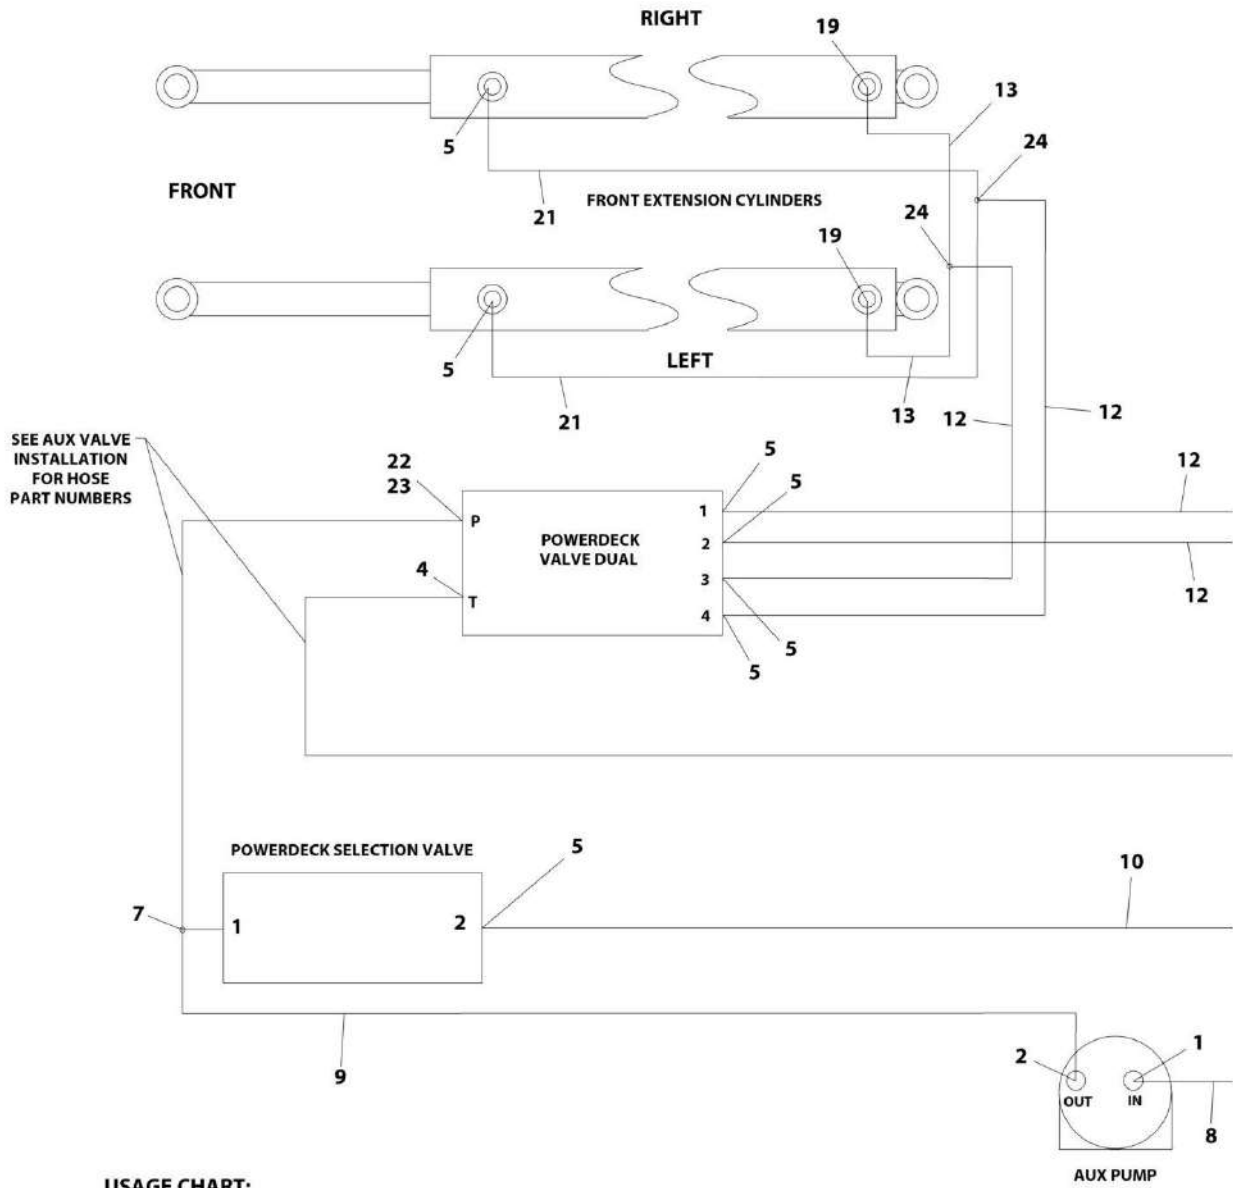 RIGHT
19
13
5
24
FRONT
21
FRONT EXTENSION CYLINDERS
24
19
5
LEFT
21
13
12
12
SEE AUX VALVE
INSTALLATION
FOR HOSE
PART NUMBERS
22
23
5
5
12
P
1
POWERDECK
VALVE DUAL
2
4
T
3
12
4
5
5
POWERDECK SELECTION VALVE
5
10
7
1
2
9
2
1
OUT
IN
8
AUX PUMP
USAGE CHART: